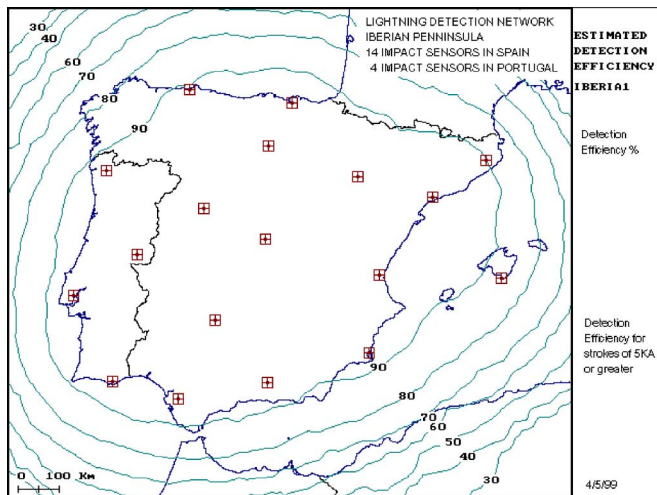 LIGHTNING DETECTION NETWORK
IBERIAN PENNINSULA
14 IMPACT SENSORS IN SPAIN
4 IMPACT SENSORS IN PORTUGAL
ESTIMATED
DETECTION
EFFICIENCY
IBERIA1
Detection
Efficiency %
Detection
Efficiency for
strokes of 5KA
or greater
4/5/99
30
40
60
70
80
90
90
80
70
60
50
40
30
0 100 Km